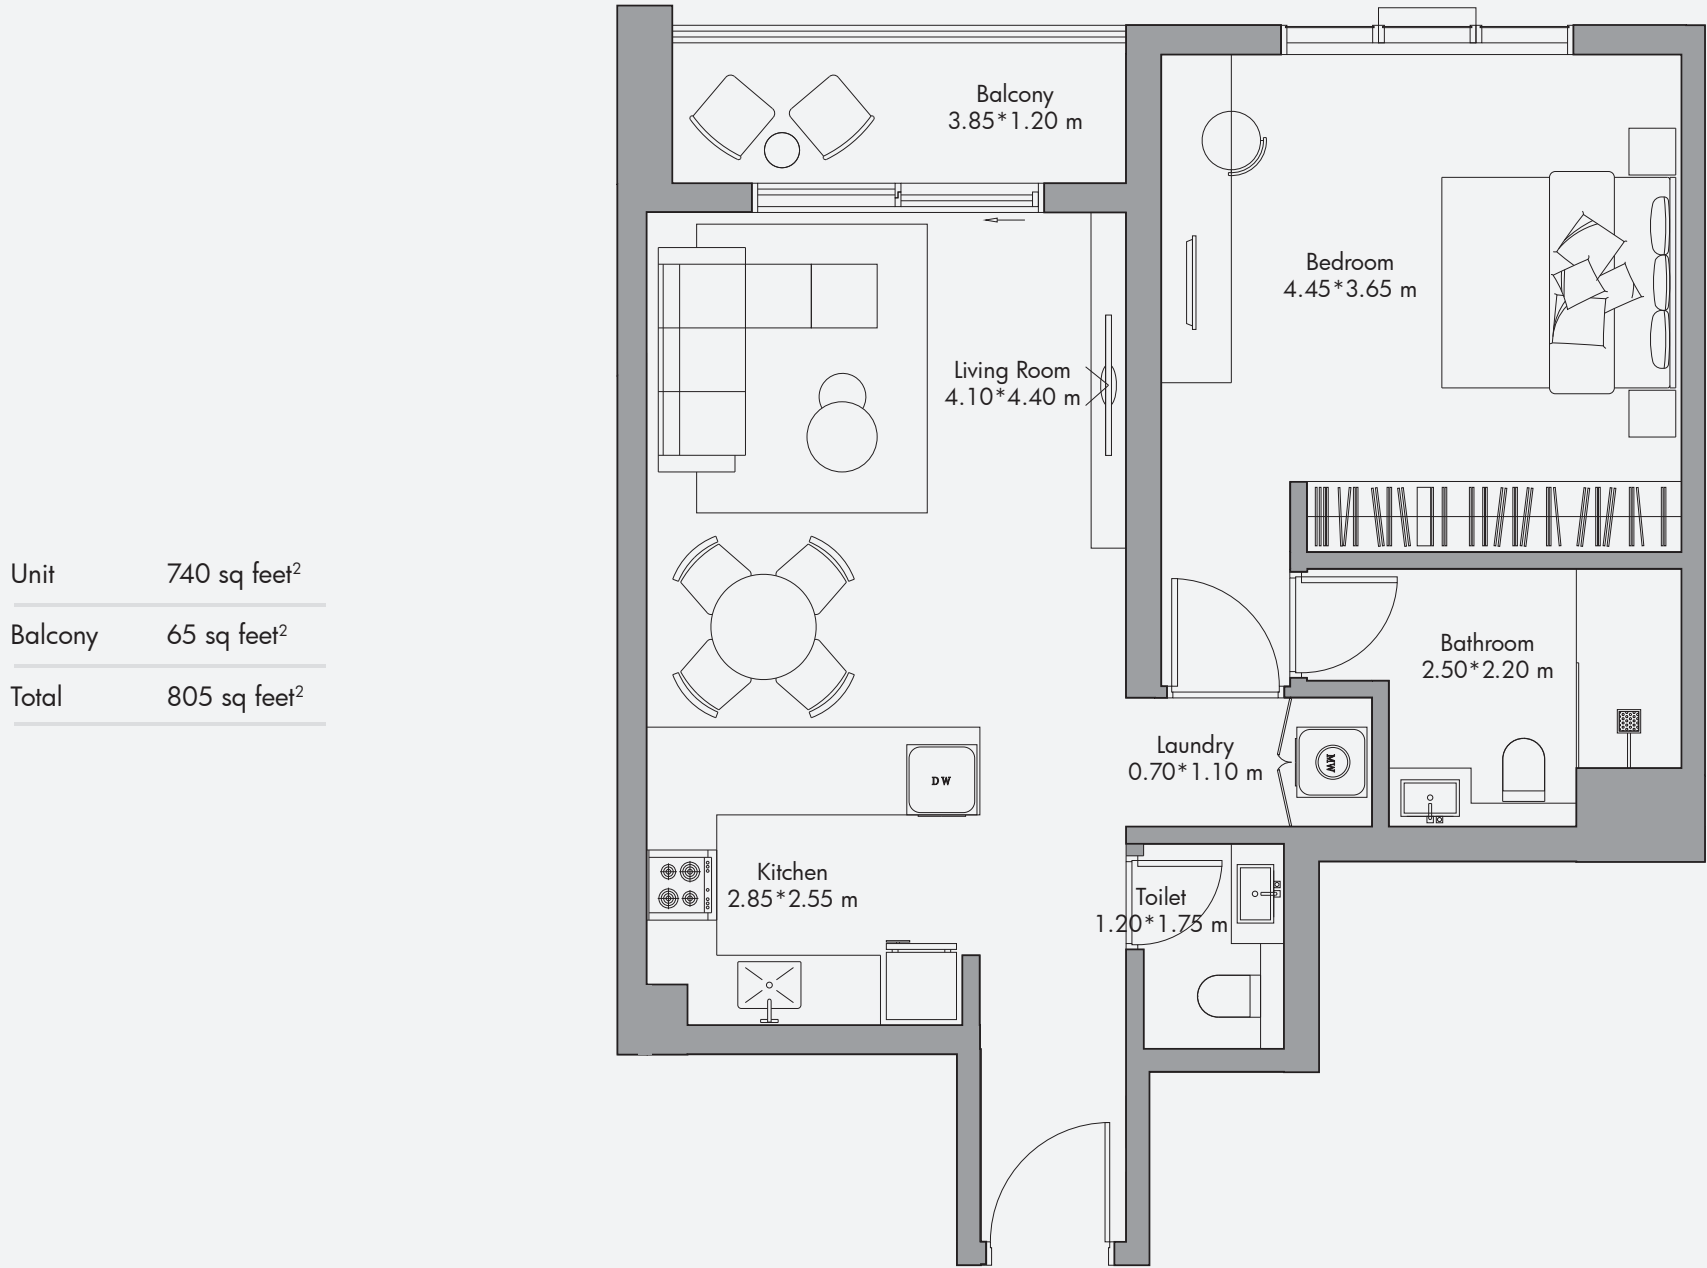 Balcony
3.85*1.20 m
Bedroom
4.45*3.65 m
Living Room
4.10*4.40 m
Unit 740 sq feet²
Balcony 65 sq feet²
Total 805 sq feet²
Bathroom
2.50*2.20 m
Laundry
0.70*1.10 m
MW
DW
Kitchen
2.85*2.55 m
Toilet
1.20*1.75 m